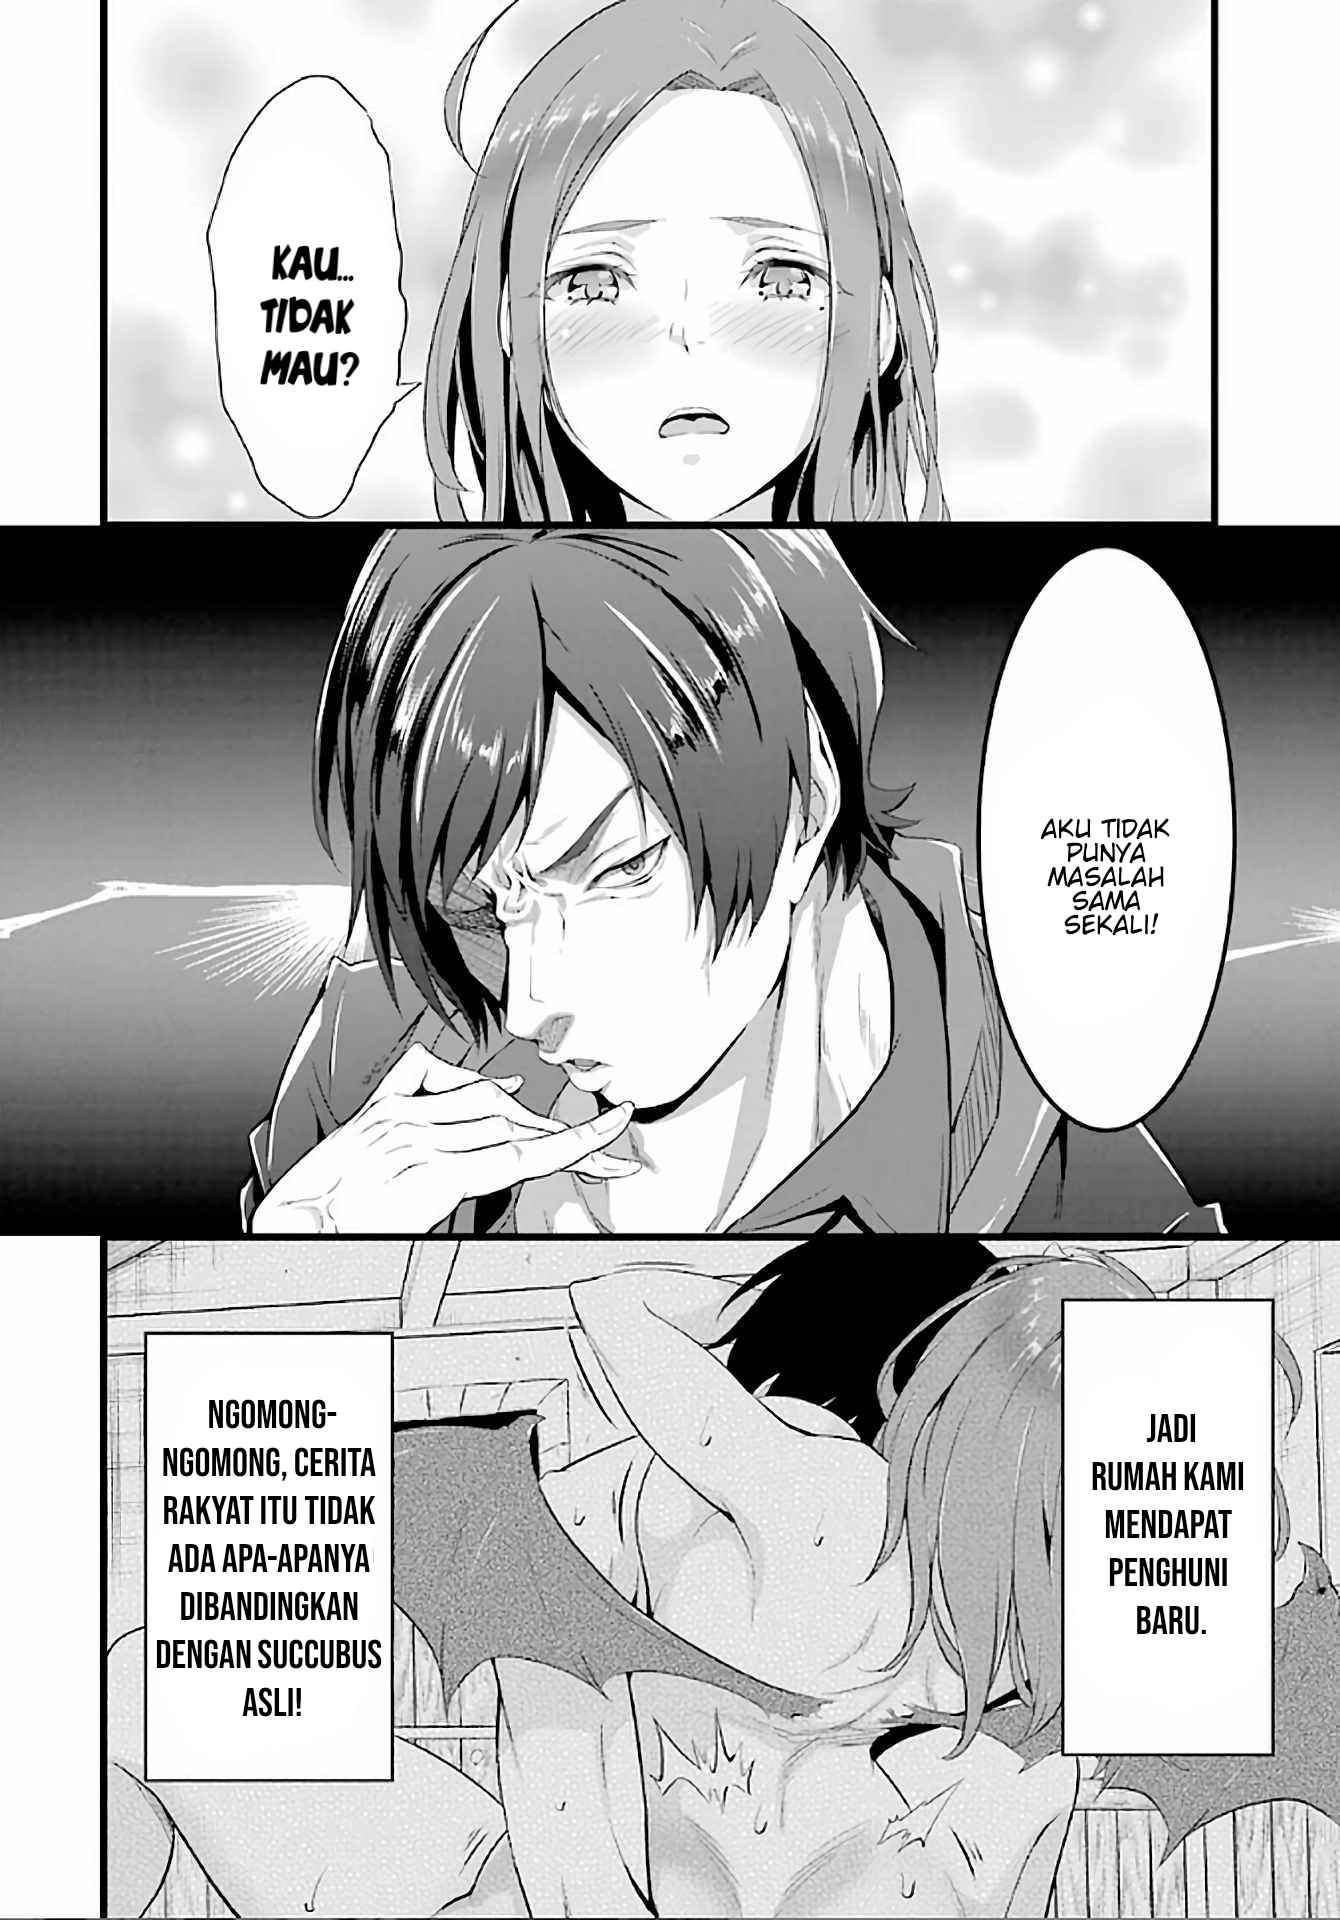 KAU...
TIDAK
MAU?
AKU TIDAK
PUNYA
MASALAH
SAMA
SEKALI!
JADI
RUMAH KAMI
MENDAPAT
PENGHUNI
BARU.
NGOMONG-
NGOMONG, CERITA
RAKYAT ITU TIDAK
ADA APA-APANYA
DIBANDINGKAN
DENGAN SUCCUBUS
ASLI!